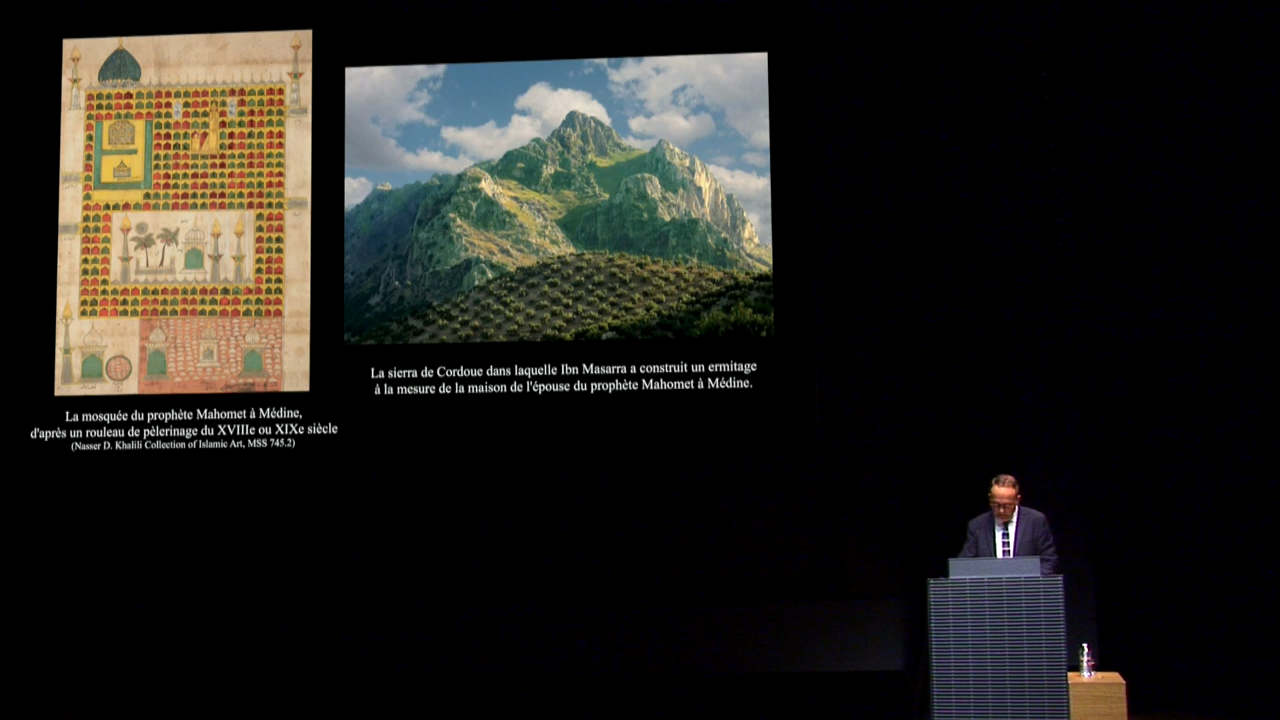 La mosquée du prophète Mahomet à Médine,
d'après un rouleau de pèlerinage du XVIIIe ou XIXe siècle
(Nasser D. Khalili Collection of Islamic Art, MSS 745.2)
La sierra de Cordoue dans laquelle Ibn Masarra a construit un ermitage
à la mesure de la maison de l'épouse du prophète Mahomet à Médine.